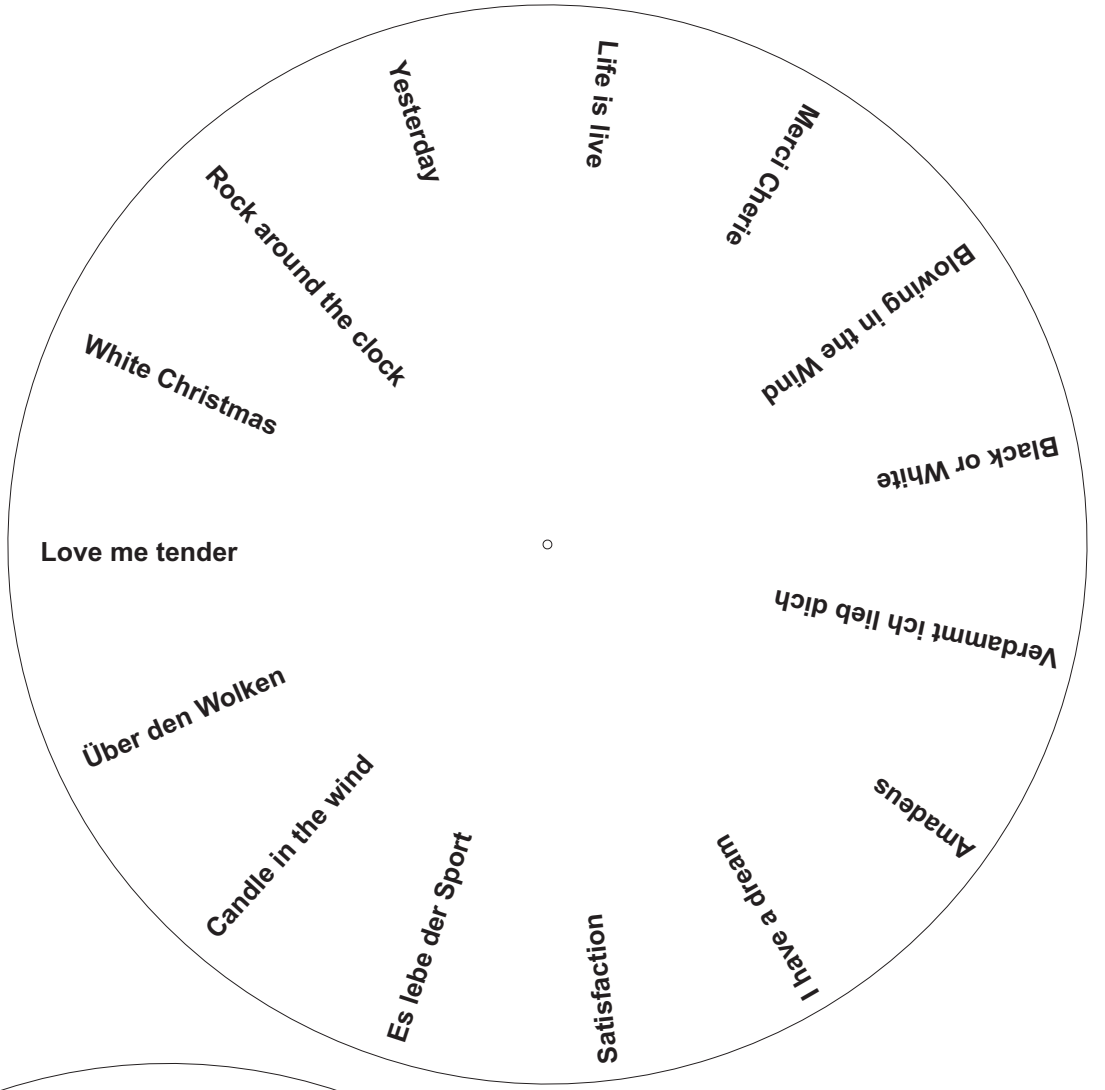 Life is live
Merci Cherie
Blowing in the Wind
Black or White
Verdammt ich lieb dich
Amadeus
I have a dream
Satisfaction
Es lebe der Sport
Candle in the wind
Über den Wolken
Love me tender
White Christmas
Rock around the clock
Yesterday